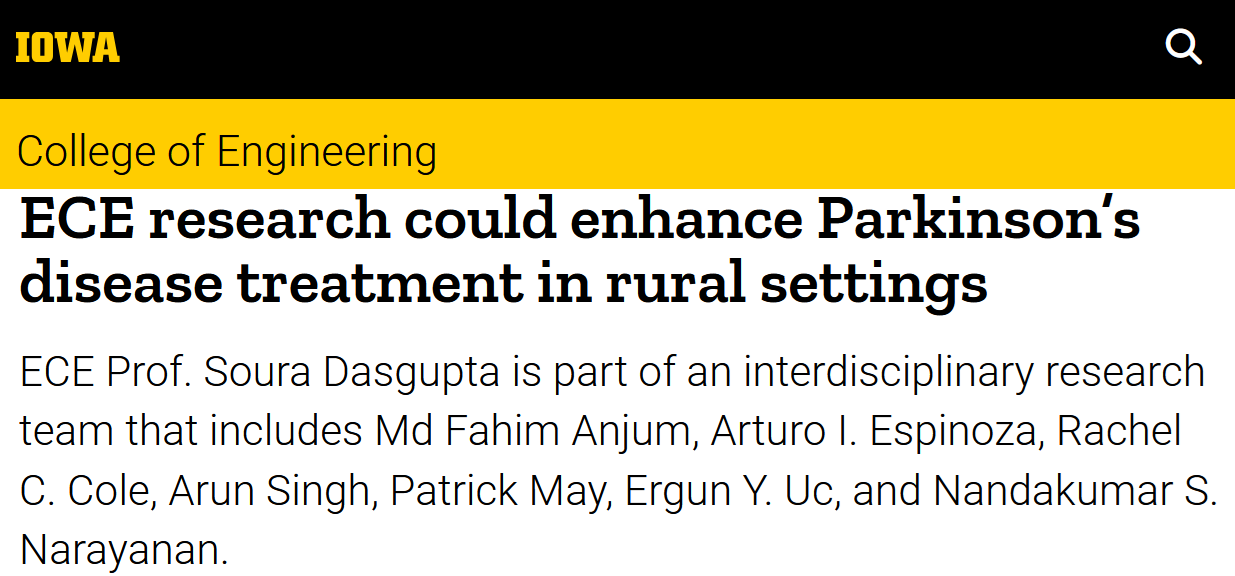 IOWA
College of Engineering
ECE research could enhance Parkinson’s
disease treatment in rural settings
ECE Prof. Soura Dasgupta is part of an interdisciplinary research
team that includes Md Fahim Anjum, Arturo I. Espinoza, Rachel
C. Cole, Arun Singh, Patrick May, Ergun Y. Uc, and Nandakumar S.
Narayanan.